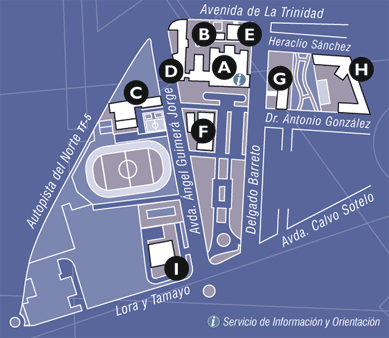 Avenida de La Trinidad
B
E
Heraclio Sánchez
A
D
i
G
H
C
F
Dr. Antonio González
Autopista del Norte TF-5
Avda. Ángel Guimerá Jorge
Delgado Barreto
Avda. Calvo Sotelo
I
Lora y Tamayo
i Servicio de Información y Orientación